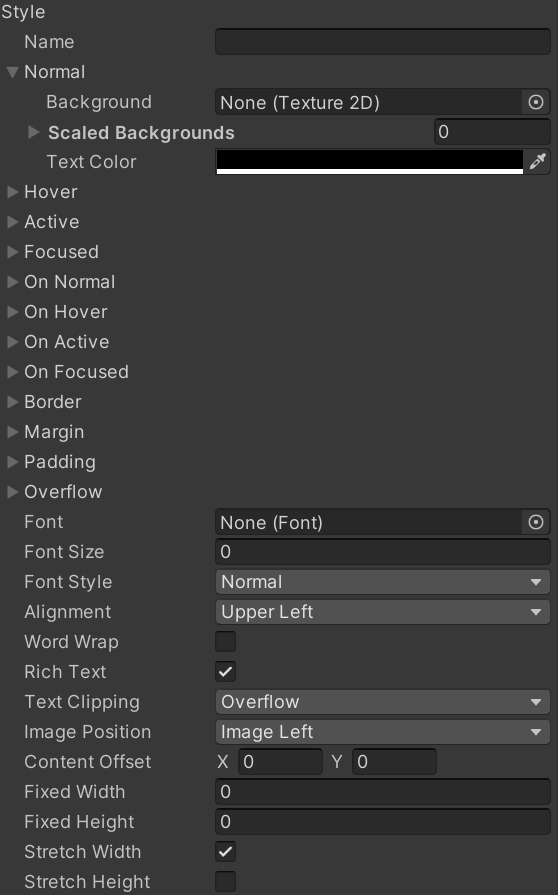 Style
Name
Normal
Background None (Texture 2D)
Scaled Backgrounds 0
Text Color
Hover
Active
Focused
On Normal
On Hover
On Active
On Focused
Border
Margin
Padding
Overflow
Font None (Font)
Font Size 0
Font Style Normal
Alignment Upper Left
Word Wrap
Rich Text
Text Clipping Overflow
Image Position Image Left
Content Offset X 0 Y 0
Fixed Width 0
Fixed Height 0
Stretch Width
Stretch Height